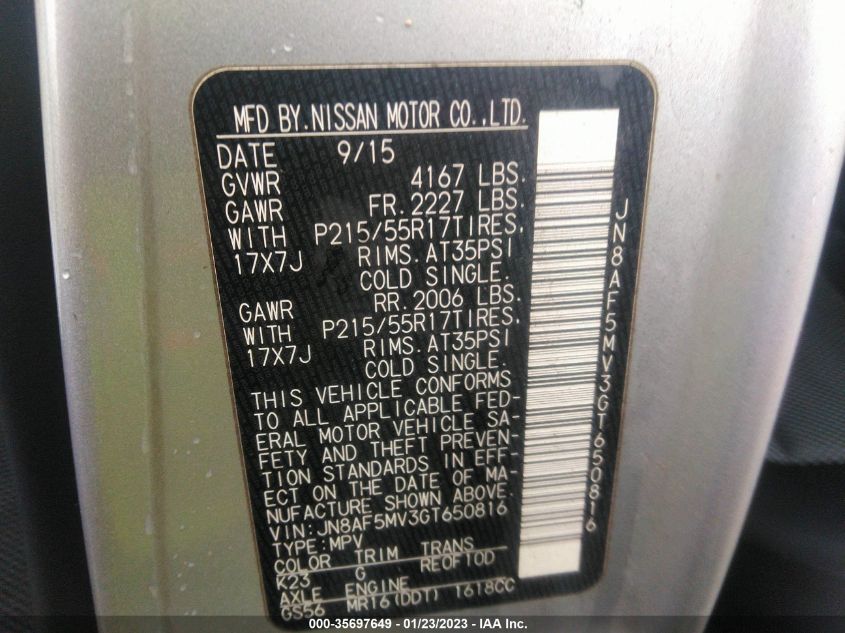 MFD BY. NISSAN MOTOR CO., LTD.
DATE 9/15
GVWR 4167 LBS.
GAWR FR. 2227 LBS.
WITH P215/55R17TIRES.
17X7J RIMS. AT35PSI
COLD SINGLE.
GAWR RR. 2006 LBS.
WITH P215/55R17TIRES.
17X7J RIMS. AT35PSI
COLD SINGLE.
THIS VEHICLE CONFORMS
TO ALL APPLICABLE FED-
ERAL MOTOR VEHICLE SA-
FETY AND THEFT PREVEN-
TION STANDARDS IN EFF-
ECT ON THE DATE OF MA-
NUFACTURE SHOWN ABOVE.
VIN: JN8AF5MV3GT650816
TYPE: MPV
COLOR TRIM TRANS
K23 G RE0F10D
AXLE ENGINE
GS56 MR16(DDT) 1618CC
JN8AF5MV3GT650816
000-35697649 | 01/23/2023 - IAA Inc.